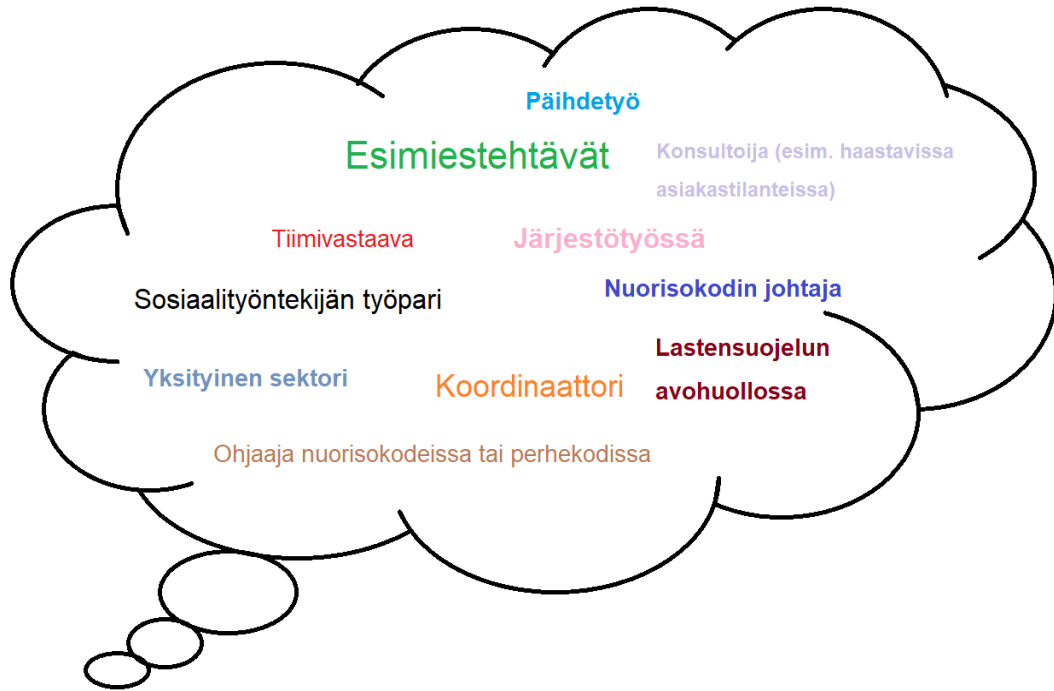 Päihdetyö
Esimiestehtävät
Konsultoija (esim. haastavissa
asiakastilanteissa)
Tiimivastaava
Järjestötyössä
Sosiaalityöntekijän työpari
Nuorisokodin johtaja
Lastensuojelun
avohuollossa
Yksityinen sektori
Koordinaattori
Ohjaaja nuorisokodeissa tai perhekodissa